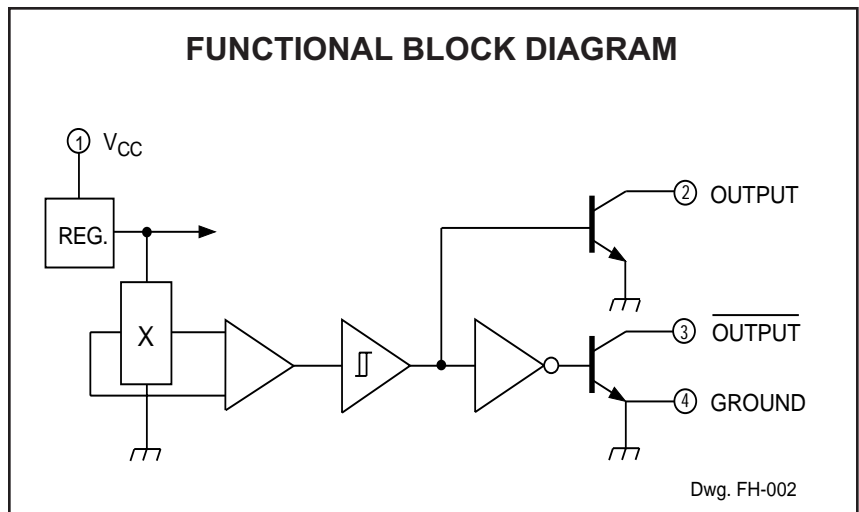 FUNCTIONAL BLOCK DIAGRAM
1 VCC
2 OUTPUT
REG.
X
3 OUTPUT
4 GROUND
Dwg. FH-002